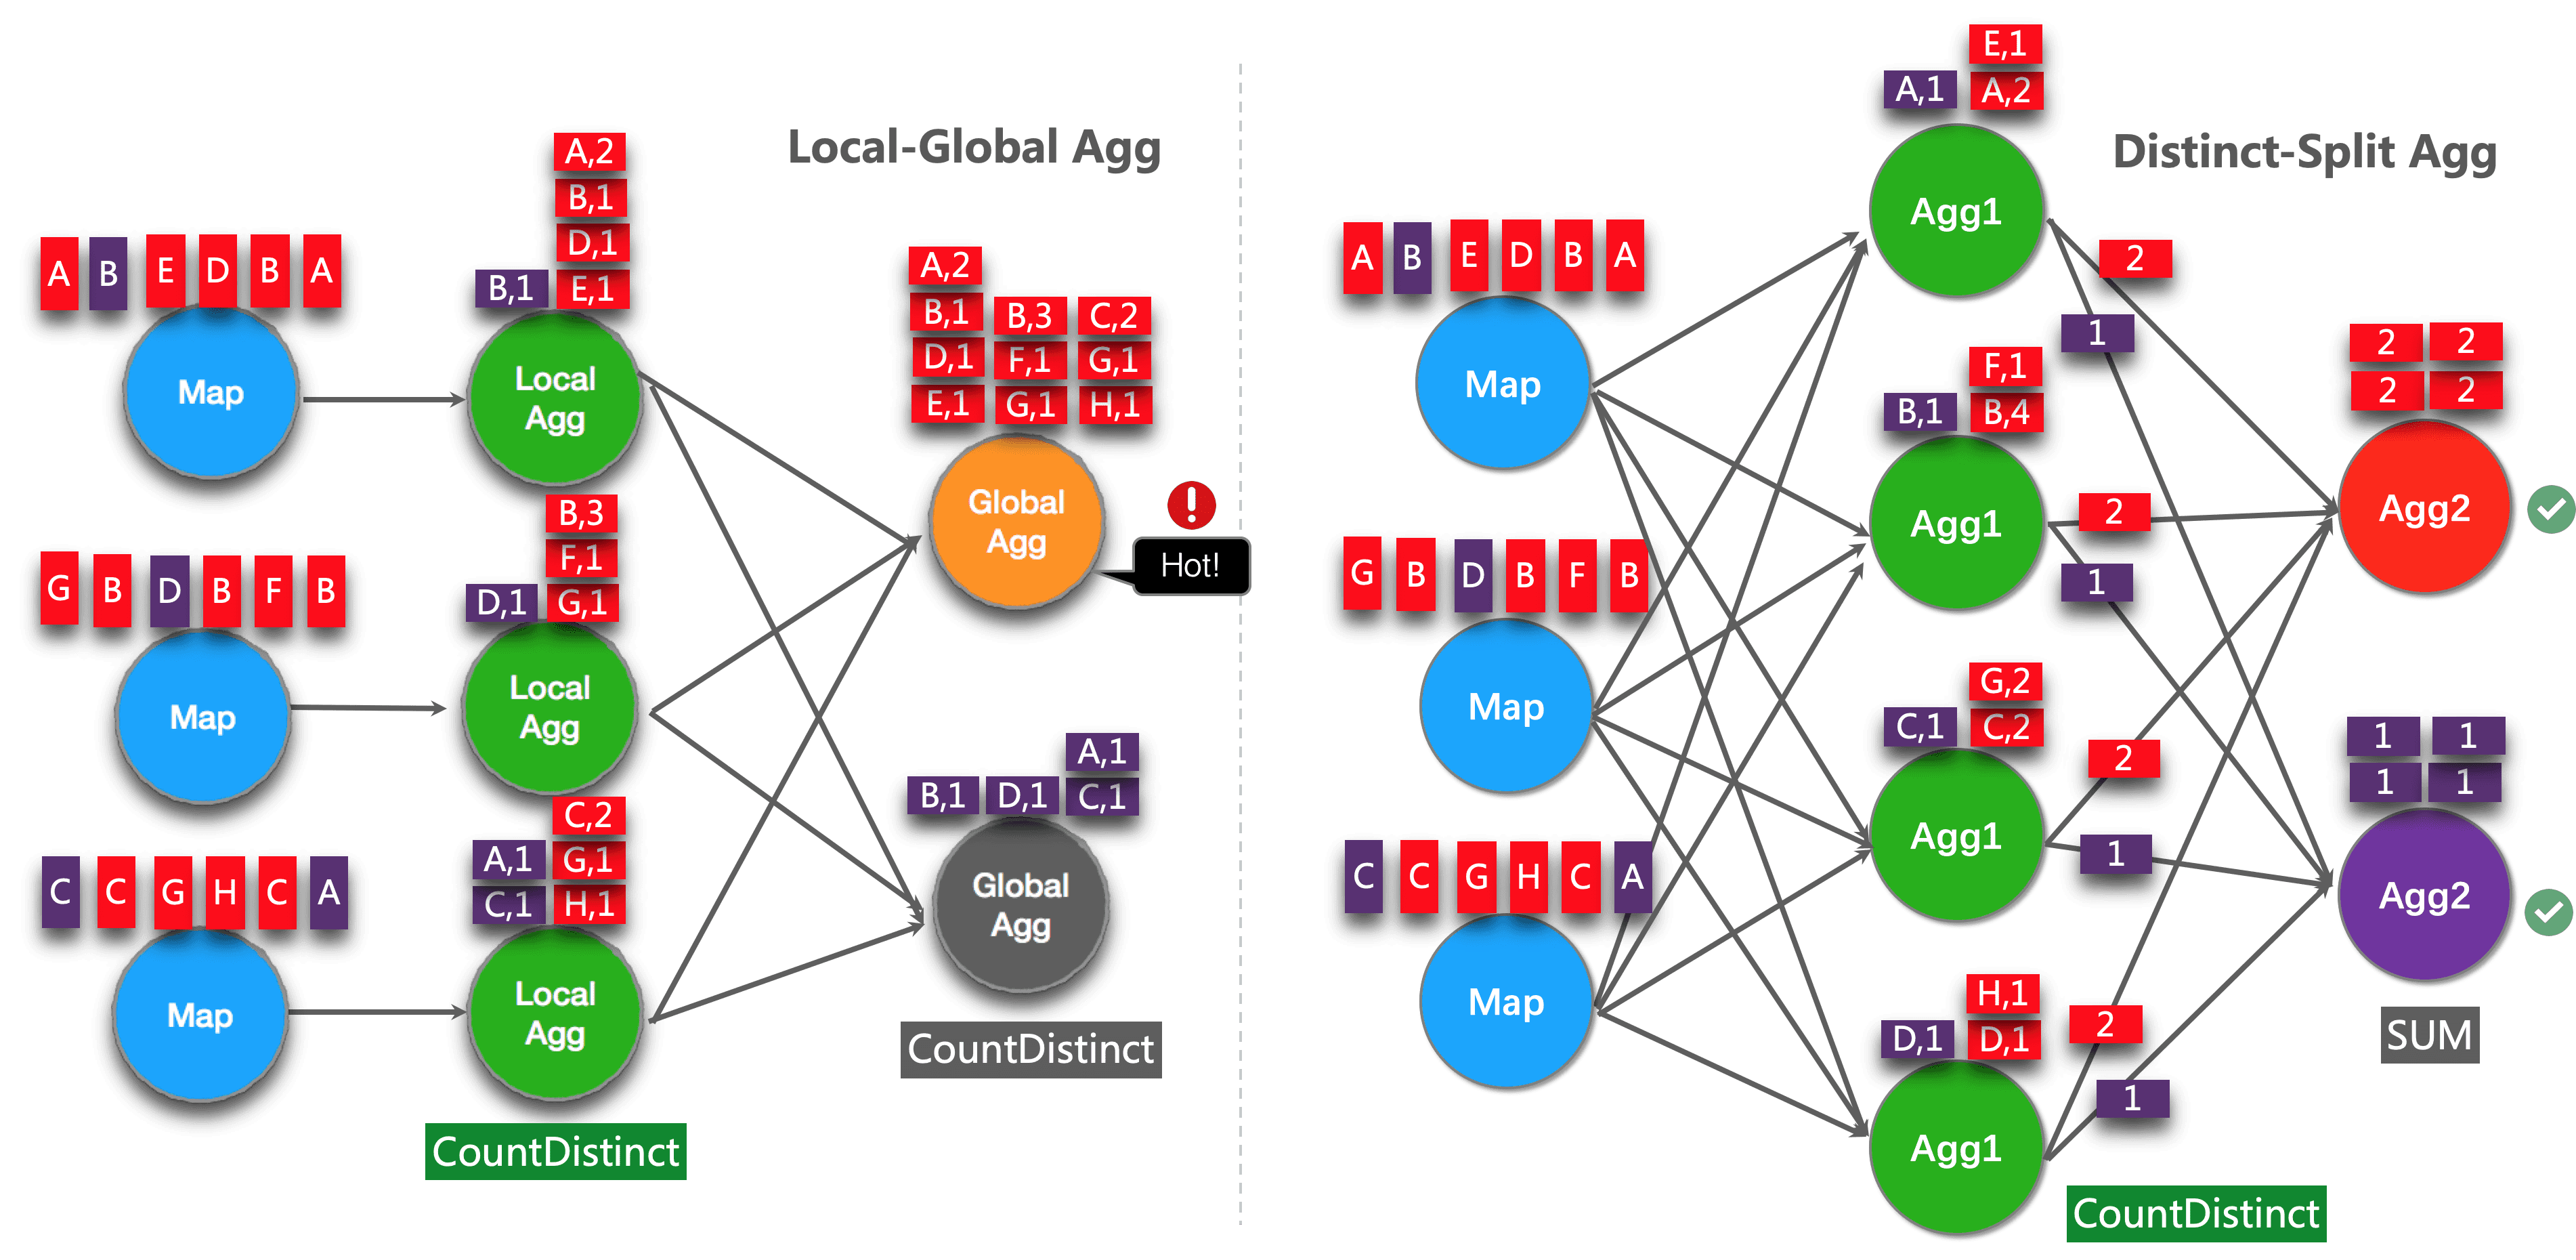 Local-Global Agg
A,2
B,1
D,1
B,1 E,1
A B E D B A
Map
Local
Agg
B,3
F,1
D,1 G,1
G B D B F B
Map
Local
Agg
C,2
A,1 G,1
C,1 H,1
C C G H C A
Map
Local
Agg
CountDistinct
A,2
B,1 B,3 C,2
D,1 F,1 G,1
E,1 G,1 H,1
Global
Agg
Hot!
A,1
B,1 D,1 C,1
Global
Agg
CountDistinct
Distinct-Split Agg
A B E D B A
Map
G B D B F B
Map
C C G H C A
Map
E,1
A,1 A,2
Agg1
2
1
F,1
B,1 B,4
Agg1
2
1
G,2
C,1 C,2
Agg1
2
1
H,1
D,1 D,1
Agg1
2
1
CountDistinct
2 2
2 2
Agg2
1 1
1 1
Agg2
SUM